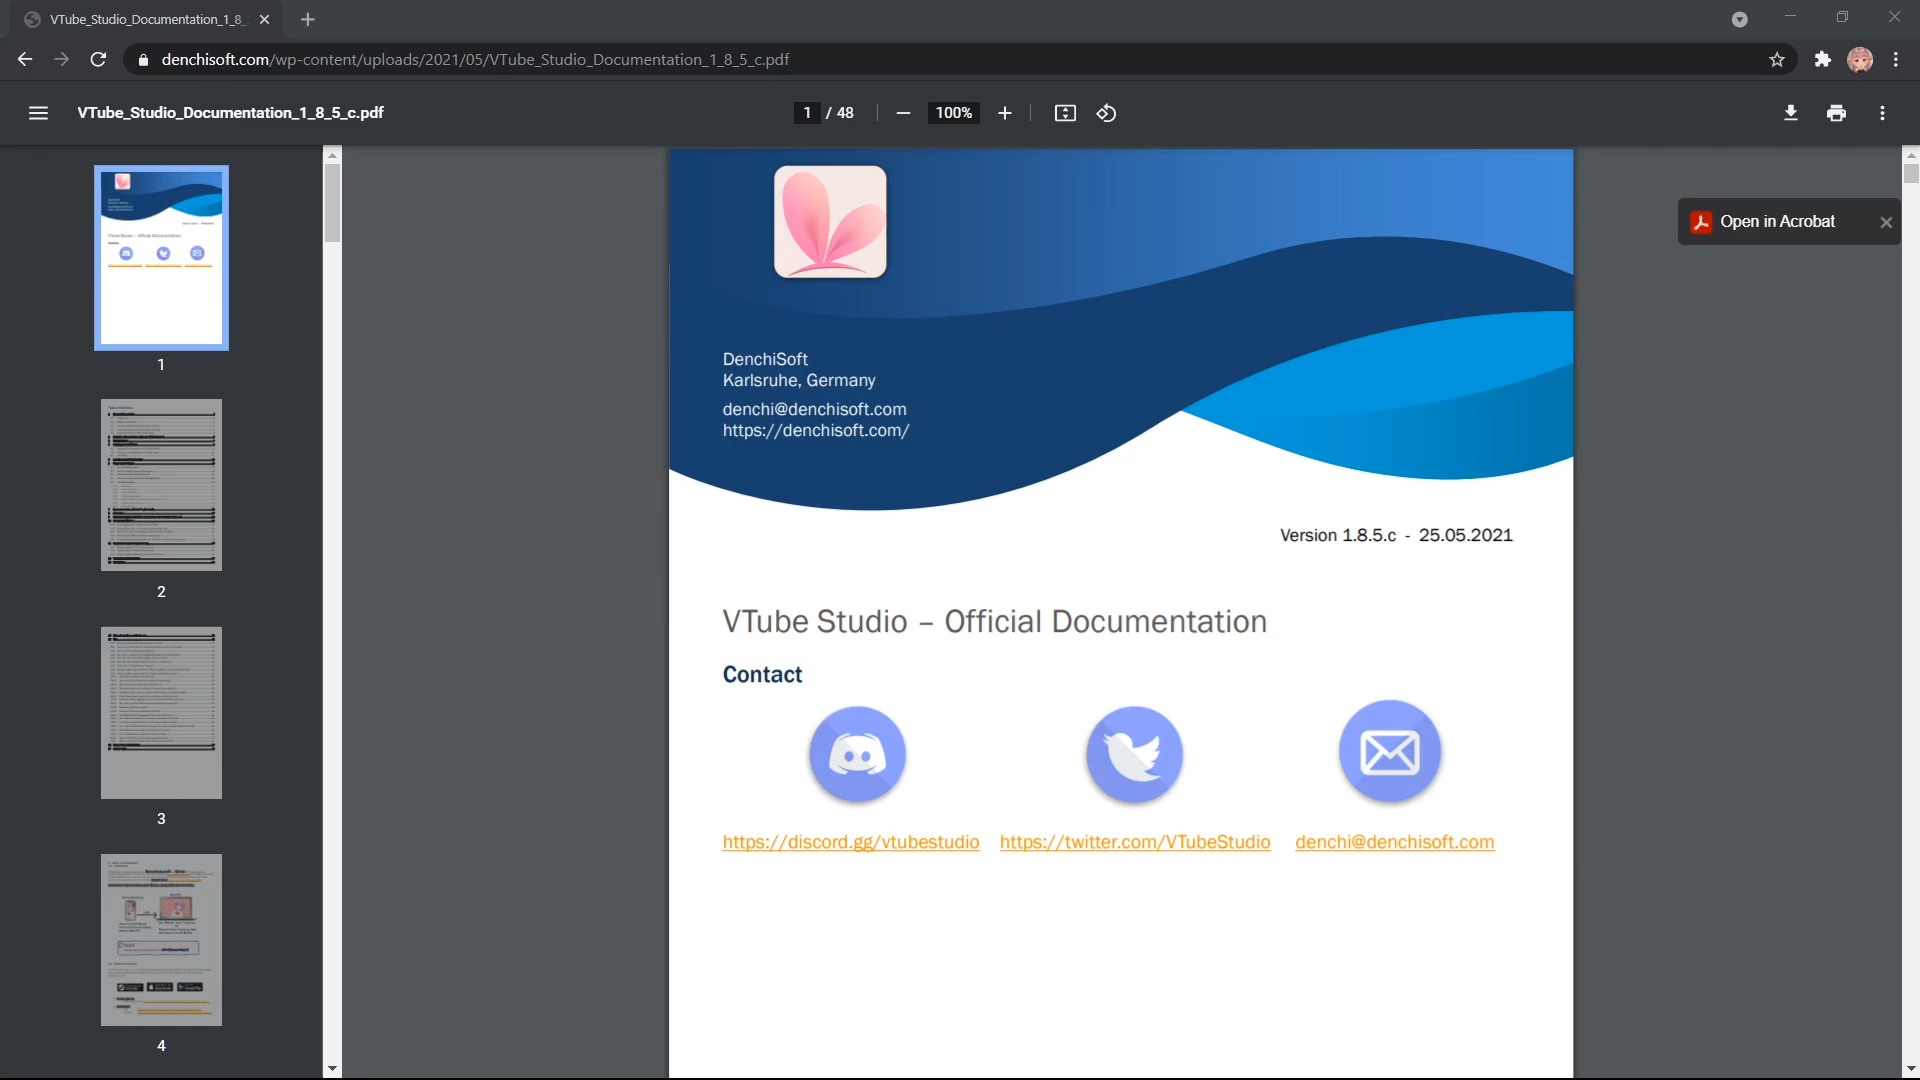 VTube_Studio_Documentation_1_8_
denchisoft.com/wp-content/uploads/2021/05/VTube_Studio_Documentation_1_8_5_c.pdf
VTube_Studio_Documentation_1_8_5_c.pdf
1 / 48
100%
Open in Acrobat
1
2
3
4
DenchiSoft
Karlsruhe, Germany
denchi@denchisoft.com
https://denchisoft.com/
Version 1.8.5.c - 25.05.2021
VTube Studio – Official Documentation
Contact
https://discord.gg/vtubestudio https://twitter.com/VTubeStudio denchi@denchisoft.com